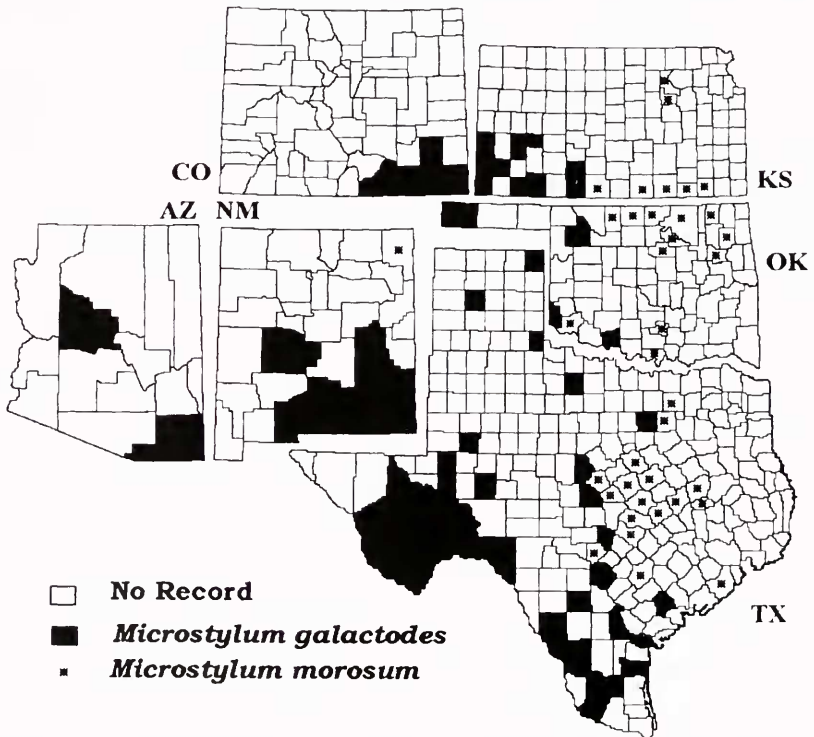 CO
KS
AZ NM
OK
TX
No Record
Microstylum galactodes
Microstylum morosum